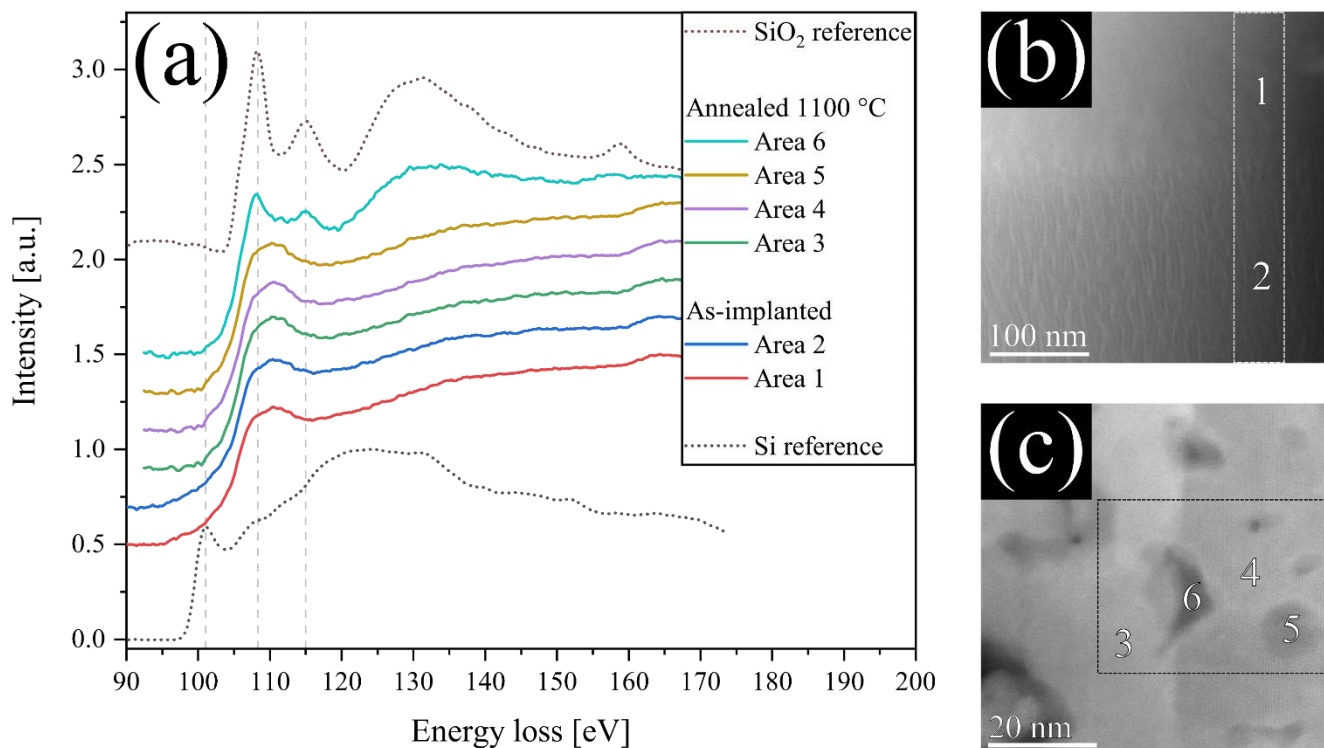 (a)
SiO₂ reference
Annealed 1100 °C
Area 6
Area 5
Area 4
Area 3
As-implanted
Area 2
Area 1
Si reference
Intensity [a.u.]
3.0
2.5
2.0
1.5
1.0
0.5
0.0
90 100 110 120 130 140 150 160 170 180 190 200
Energy loss [eV]
(b)
1
2
100 nm
(c)
4
6
5
3
20 nm